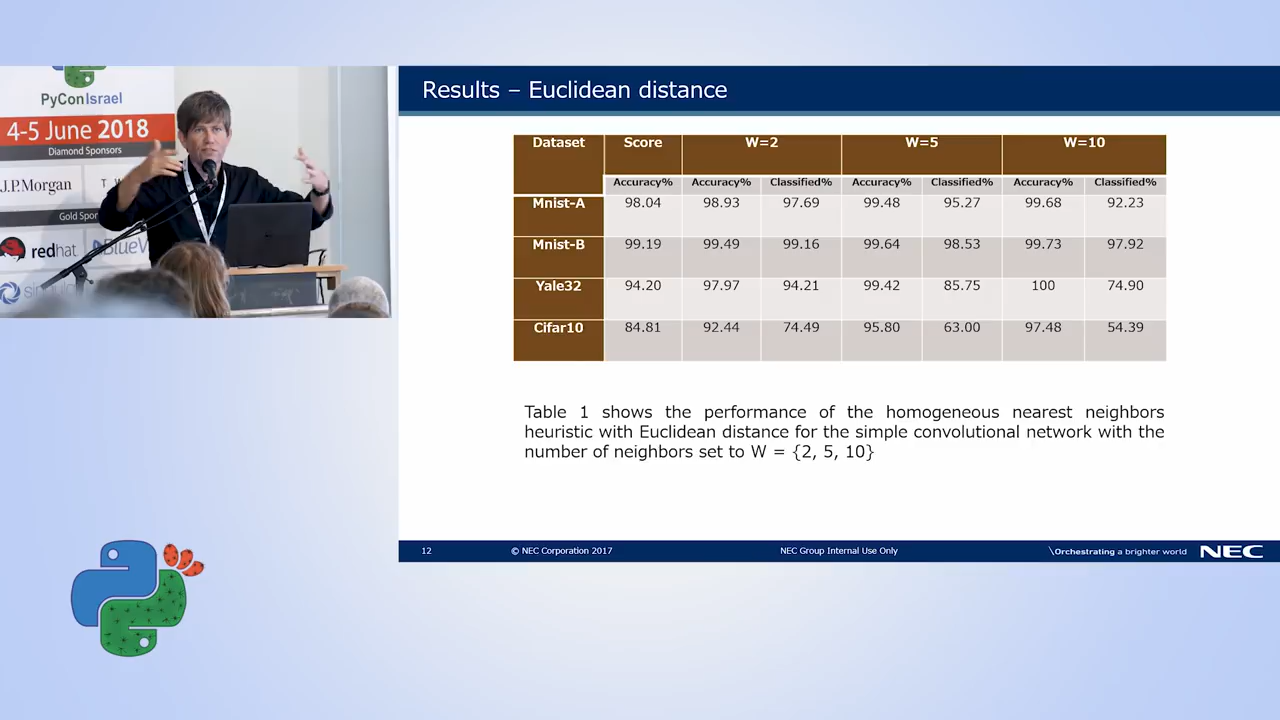 PyConIsrael
4-5 June 2018
Diamond Sponsors
J.P.Morgan
Gold Spo
redhat
BlueV
Results – Euclidean distance
Dataset Score W=2 W=5 W=10
Accuracy% Accuracy% Classified% Accuracy% Classified% Accuracy% Classified%
Mnist-A 98.04 98.93 97.69 99.48 95.27 99.68 92.23
Mnist-B 99.19 99.49 99.16 99.64 98.53 99.73 97.92
Yale32 94.20 97.97 94.21 99.42 85.75 100 74.90
Cifar10 84.81 92.44 74.49 95.80 63.00 97.48 54.39
Table 1 shows the performance of the homogeneous nearest neighbors
heuristic with Euclidean distance for the simple convolutional network with the
number of neighbors set to W = {2, 5, 10}
12 © NEC Corporation 2017 NEC Group Internal Use Only \Orchestrating a brighter world NEC